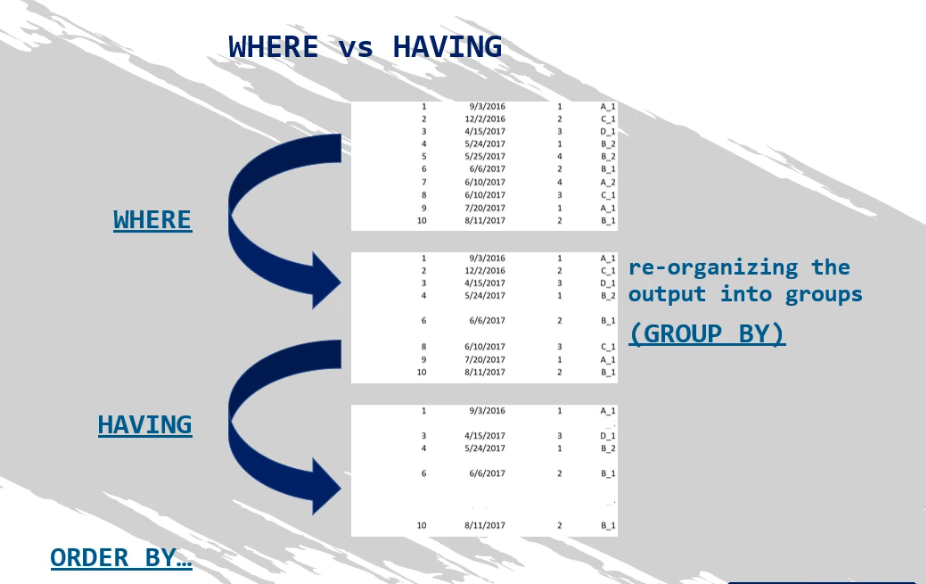 WHERE vs HAVING
1 9/3/2016 1 A_1
2 12/2/2016 2 C_1
3 4/15/2017 3 D_1
4 5/24/2017 1 B_2
5 5/25/2017 4 B_2
6 6/6/2017 2 B_1
7 6/10/2017 4 A_2
8 6/10/2017 3 C_1
9 7/20/2017 1 A_1
10 8/11/2017 2 B_1
WHERE
1 9/3/2016 1 A_1
2 12/2/2016 2 C_1
3 4/15/2017 3 D_1
4 5/24/2017 1 B_2
6 6/6/2017 2 B_1
8 6/10/2017 3 C_1
9 7/20/2017 1 A_1
10 8/11/2017 2 B_1
re-organizing the
output into groups
(GROUP BY)
HAVING
1 9/3/2016 1 A_1
3 4/15/2017 3 D_1
4 5/24/2017 1 B_2
6 6/6/2017 2 B_1
10 8/11/2017 2 B_1
ORDER BY…